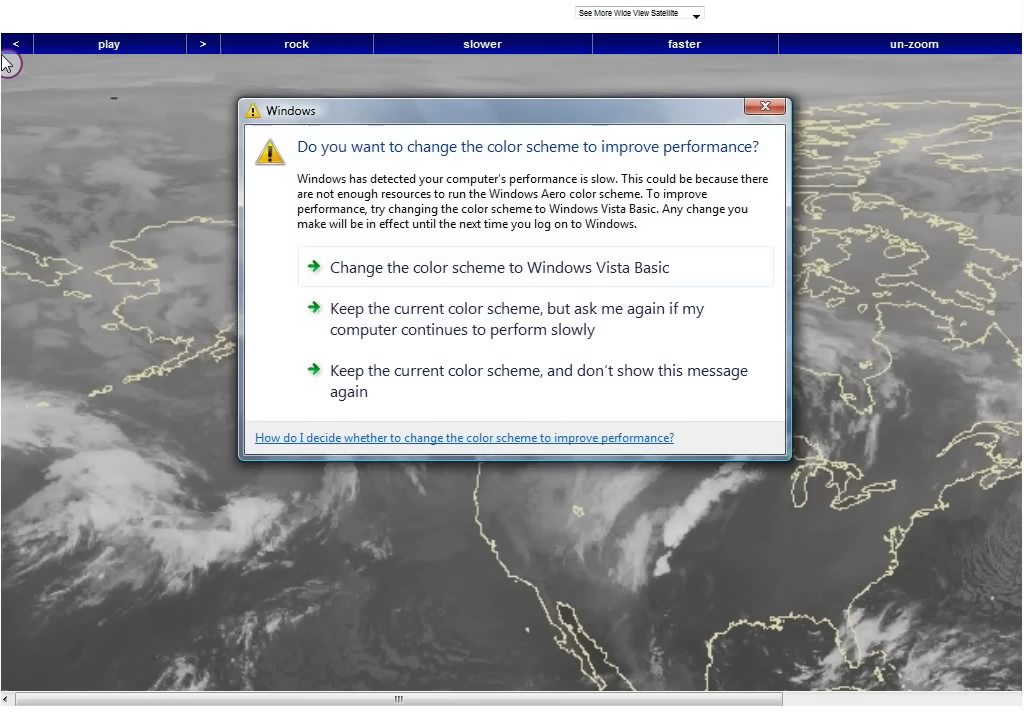 See More Wide View Satellite
< play > rock slower faster un-zoom
Windows
Do you want to change the color scheme to improve performance?
Windows has detected your computer's performance is slow. This could be because there
are not enough resources to run the Windows Aero color scheme. To improve
performance, try changing the color scheme to Windows Vista Basic. Any change you
make will be in effect until the next time you log on to Windows.
Change the color scheme to Windows Vista Basic
Keep the current color scheme, but ask me again if my
computer continues to perform slowly
Keep the current color scheme, and don't show this message
again
How do I decide whether to change the color scheme to improve performance?